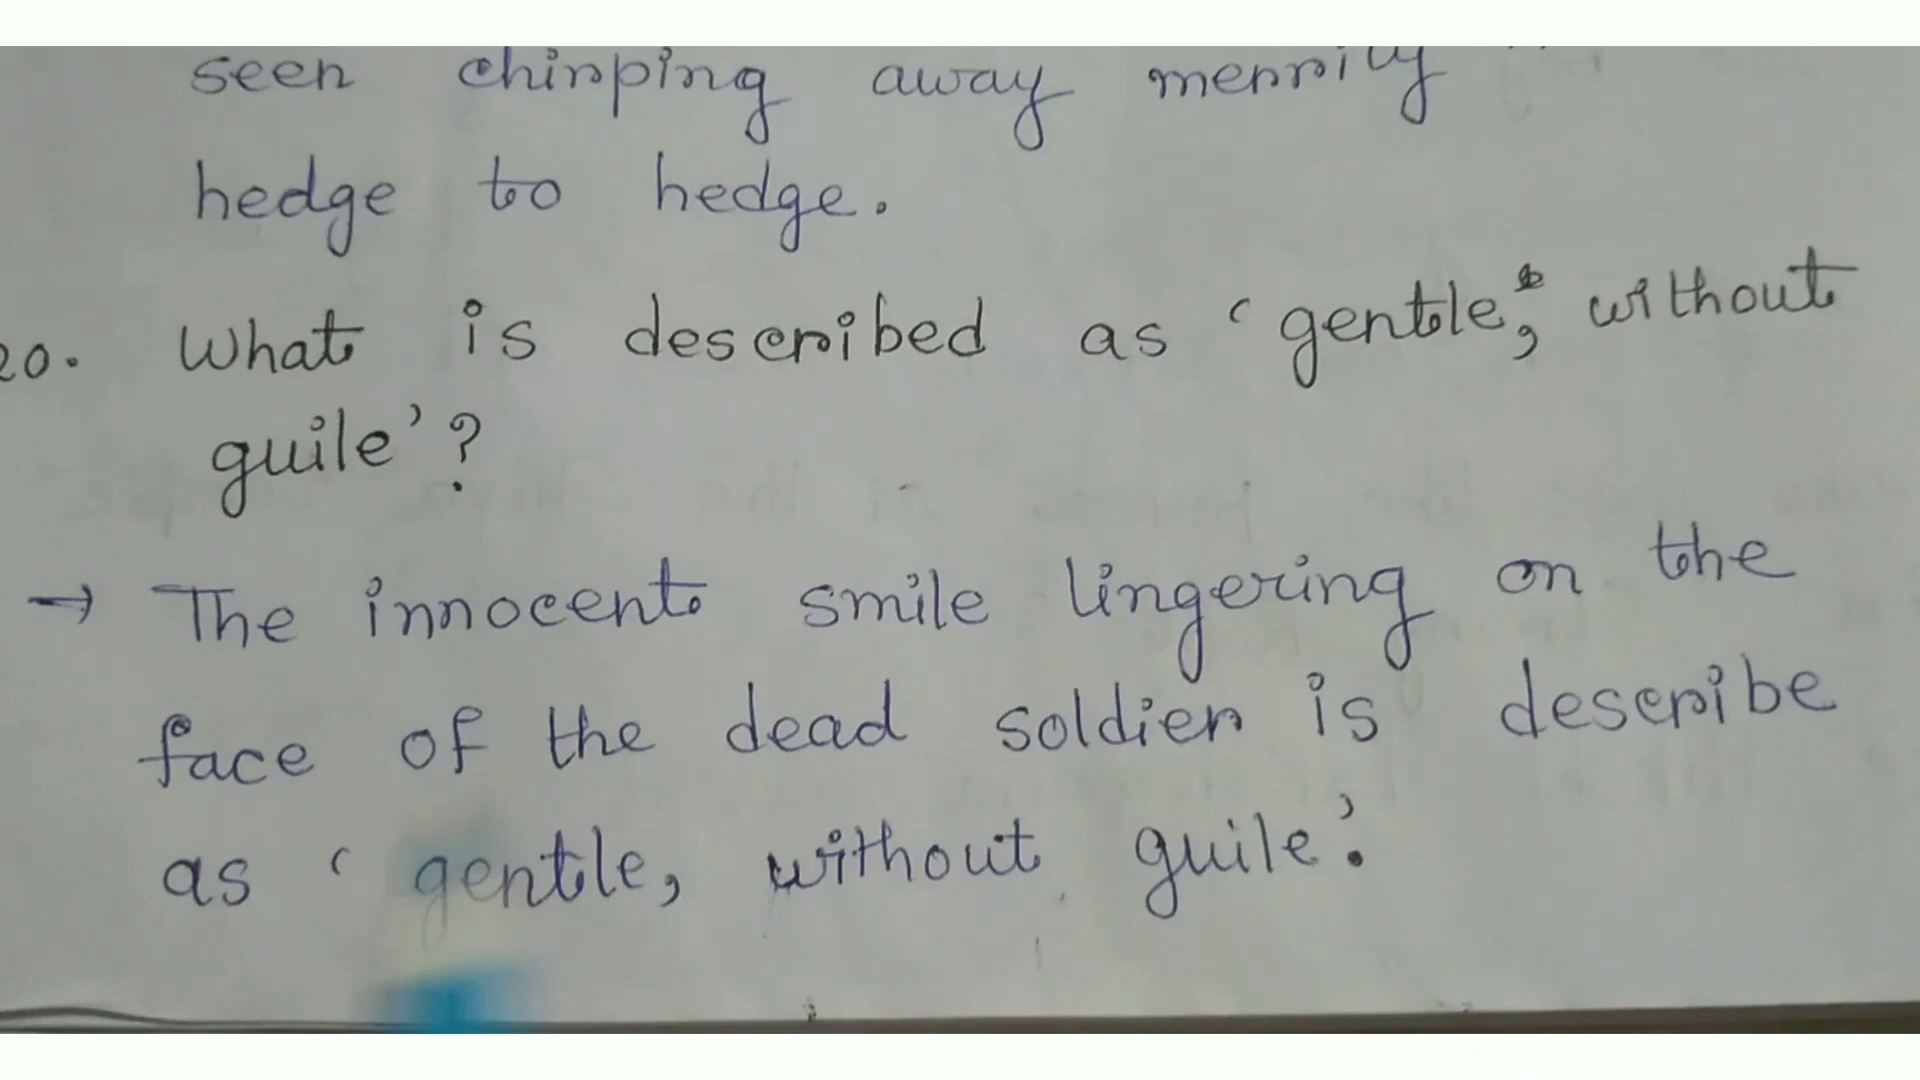 seen chirping away merrily
hedge to hedge.
20. What is described as 'gentle, without
guile'?
→ The innocent smile lingering on the
face of the dead soldier is describe
as 'gentle, without guile'.